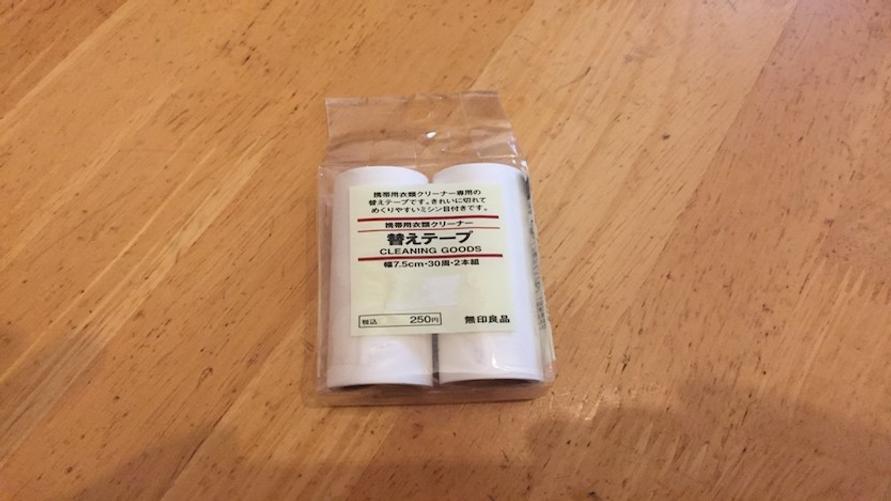 携帯用衣類クリーナー専用の
替えテープです。きれいに切れて
めくりやすいミシン目付きです。
携帯用衣類クリーナー
替えテープ
CLEANING GOODS
幅7.5cm・30周・2本組
税込 250円 無印良品